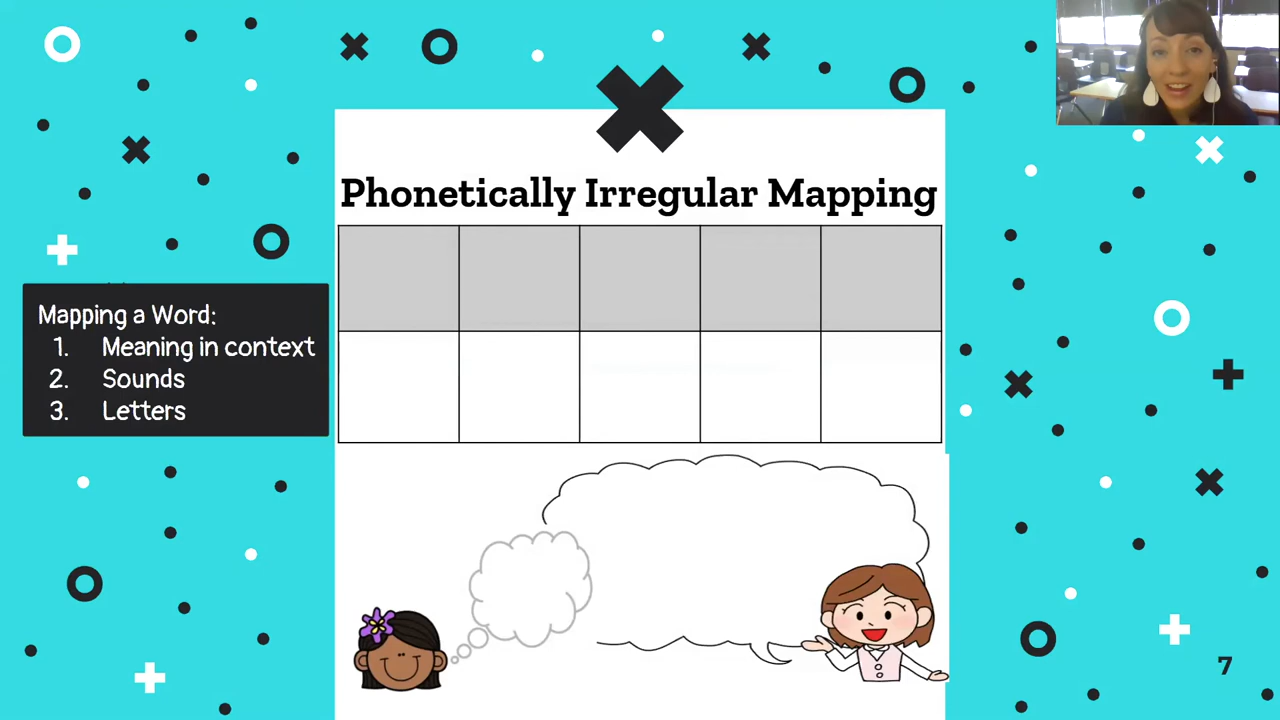 Phonetically Irregular Mapping
Mapping a Word:
1. Meaning in context
2. Sounds
3. Letters
7